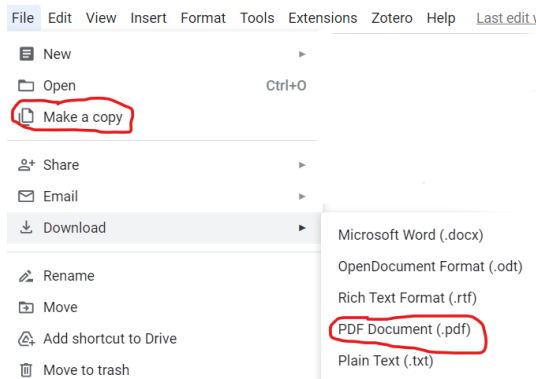 File Edit View Insert Format Tools Extensions Zotero Help Last edit
New
Open Ctrl+O
Make a copy
Share
Email
Download
Microsoft Word (.docx)
OpenDocument Format (.odt)
Rich Text Format (.rtf)
PDF Document (.pdf)
Plain Text (.txt)
Rename
Move
Add shortcut to Drive
Move to trash